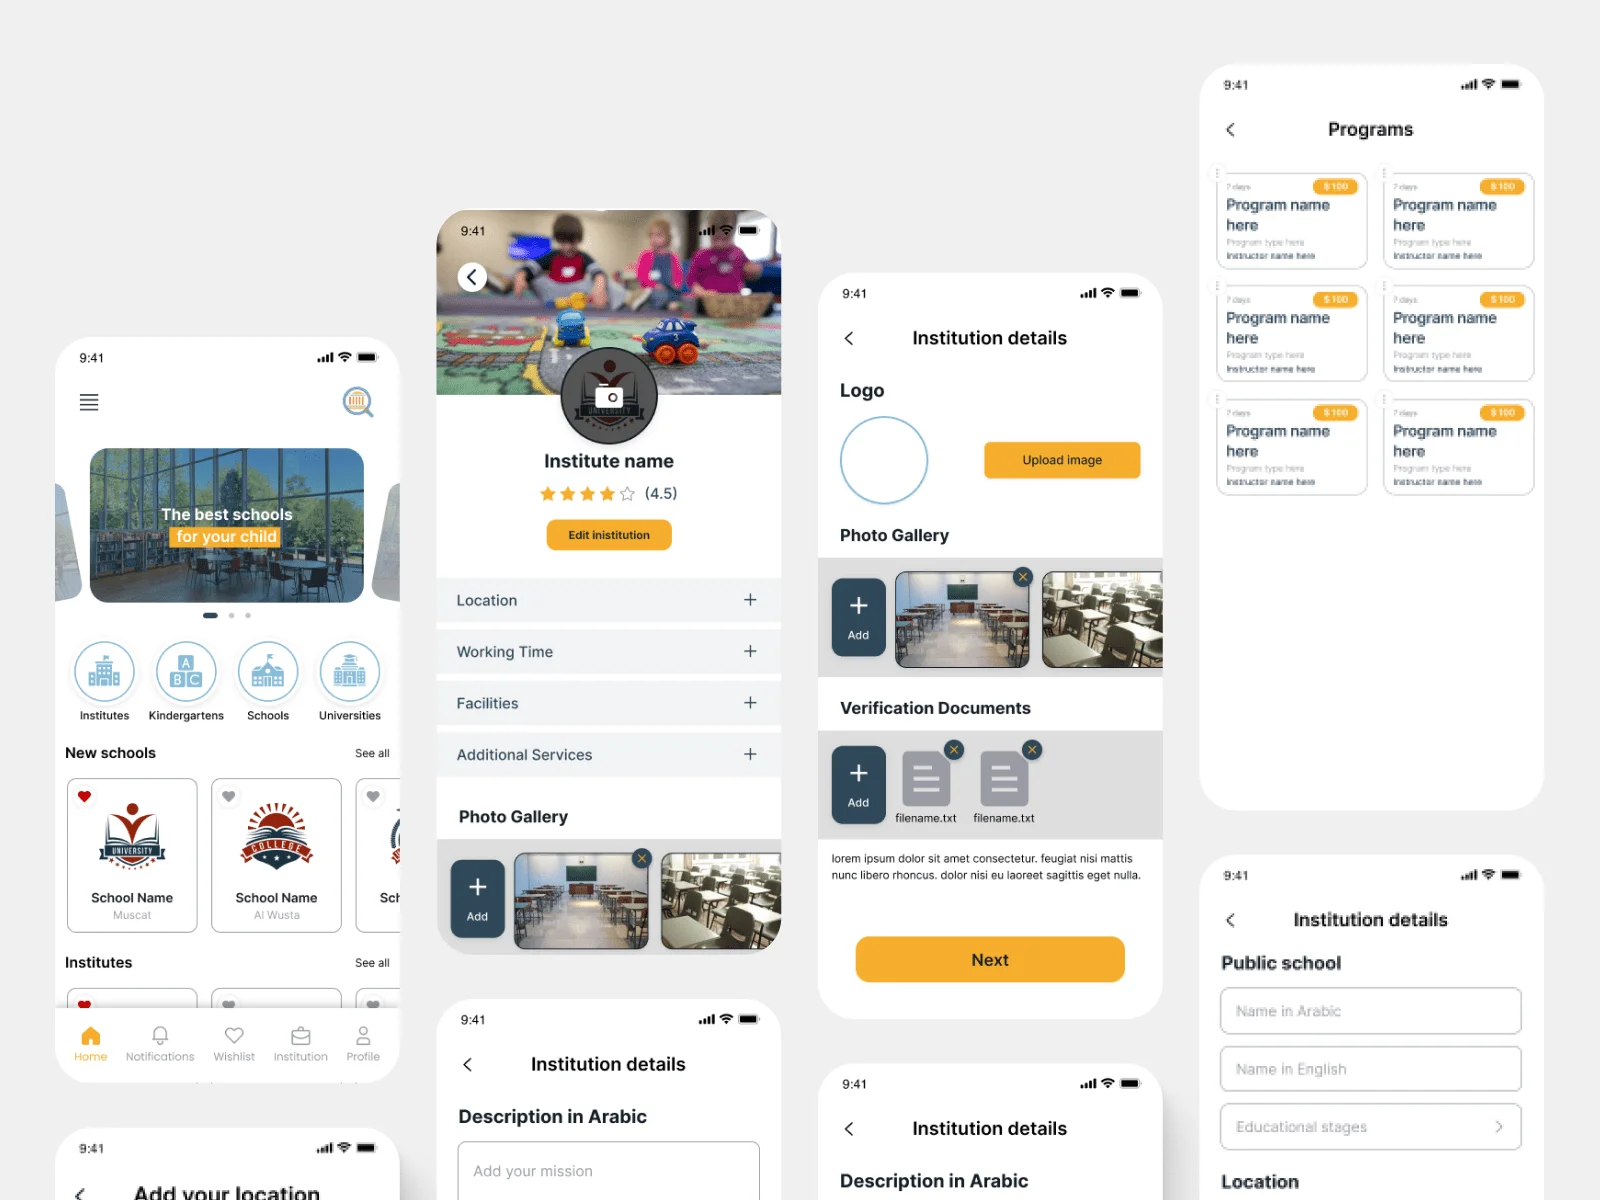 9:41
The best schools
for your child
Institutes
Kindergartens
Schools
Universities
New schools
See all
UNIVERSITY
School Name
Muscat
COLLEGE
School Name
Al Wusta
Sch
Institutes
See all
Home
Notifications
Wishlist
Institution
Profile
9:41
Add your location
9:41
UNIVERSITY
Institute name
(4.5)
Edit inistitution
Location
Working Time
Facilities
Additional Services
Photo Gallery
Add
9:41
Institution details
Description in Arabic
Add your mission
9:41
Institution details
Logo
Upload image
Photo Gallery
Add
Verification Documents
Add
filename.txt
filename.txt
lorem ipsum dolor sit amet consectetur. feugiat nisi mattis
nunc libero rhoncus. dolor nisi eu laoreet sagittis eget nulla.
Next
9:41
Institution details
Description in Arabic
9:41
Programs
7 days
$ 100
Program name
here
Program type here
Instructor name here
7 days
$ 100
Program name
here
Program type here
Instructor name here
7 days
$ 100
Program name
here
Program type here
Instructor name here
7 days
$ 100
Program name
here
Program type here
Instructor name here
7 days
$ 100
Program name
here
Program type here
Instructor name here
7 days
$ 100
Program name
here
Program type here
Instructor name here
9:41
Institution details
Public school
Name in Arabic
Name in English
Educational stages
Location